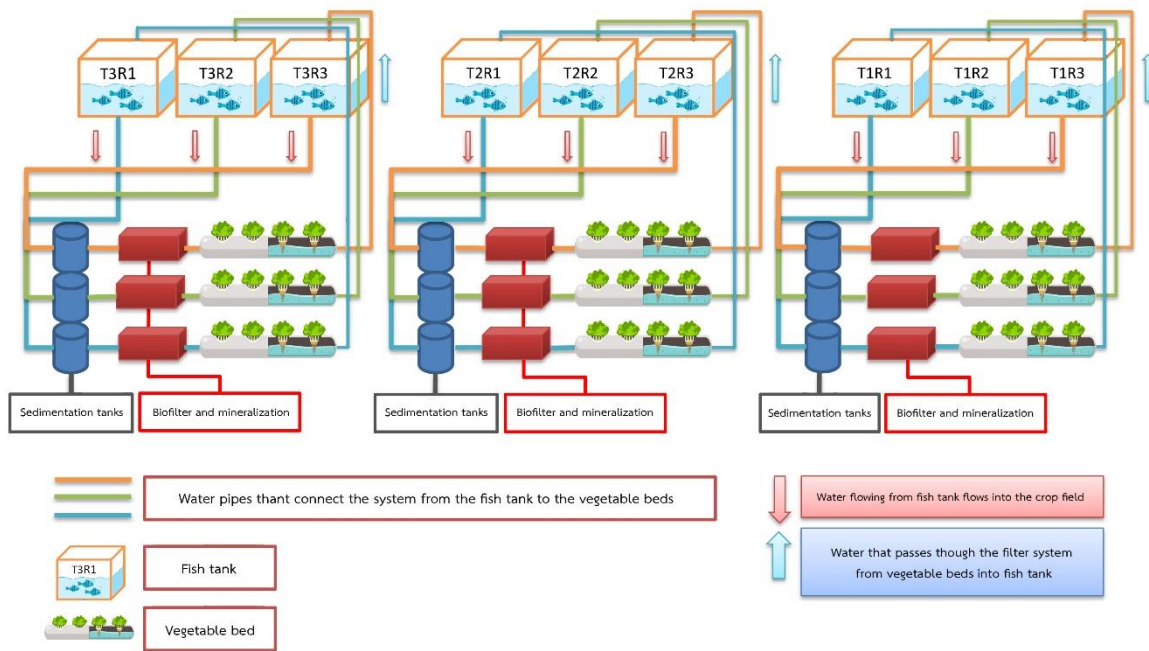 T3R1 T3R2 T3R3
T2R1 T2R2 T2R3
T1R1 T1R2 T1R3
Sedimentation tanks
Biofilter and mineralization
Sedimentation tanks
Biofilter and mineralization
Sedimentation tanks
Biofilter and mineralization
Water pipes thant connect the system from the fish tank to the vegetable beds
Water flowing from fish tank flows into the crop field
T3R1
Fish tank
Water that passes though the filter system
from vegetable beds into fish tank
Vegetable bed